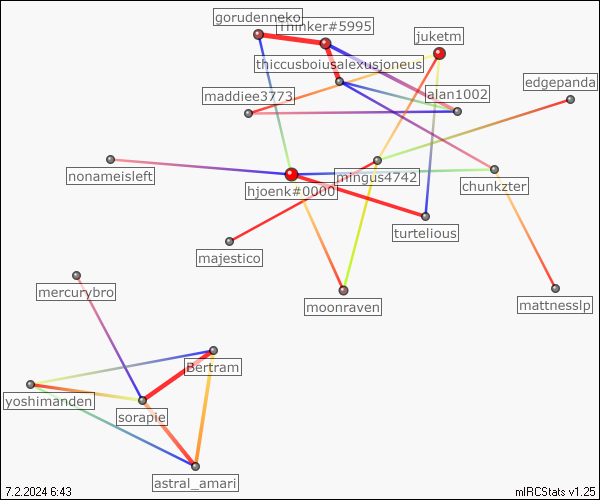 gorudenneko
Thinker#5995
juketm
thiccusboiusalexusjoneus
edgepanda
maddiee3773
alan1002
nonameisleft
mingus4742
chunkzter
hjoenk#0000
turtelious
majestico
mercurybro
moonraven
mattnesslp
Bertram
yoshimanden
sorapie
astral_amari
7.2.2024 6:43
mIRCStats v1.25